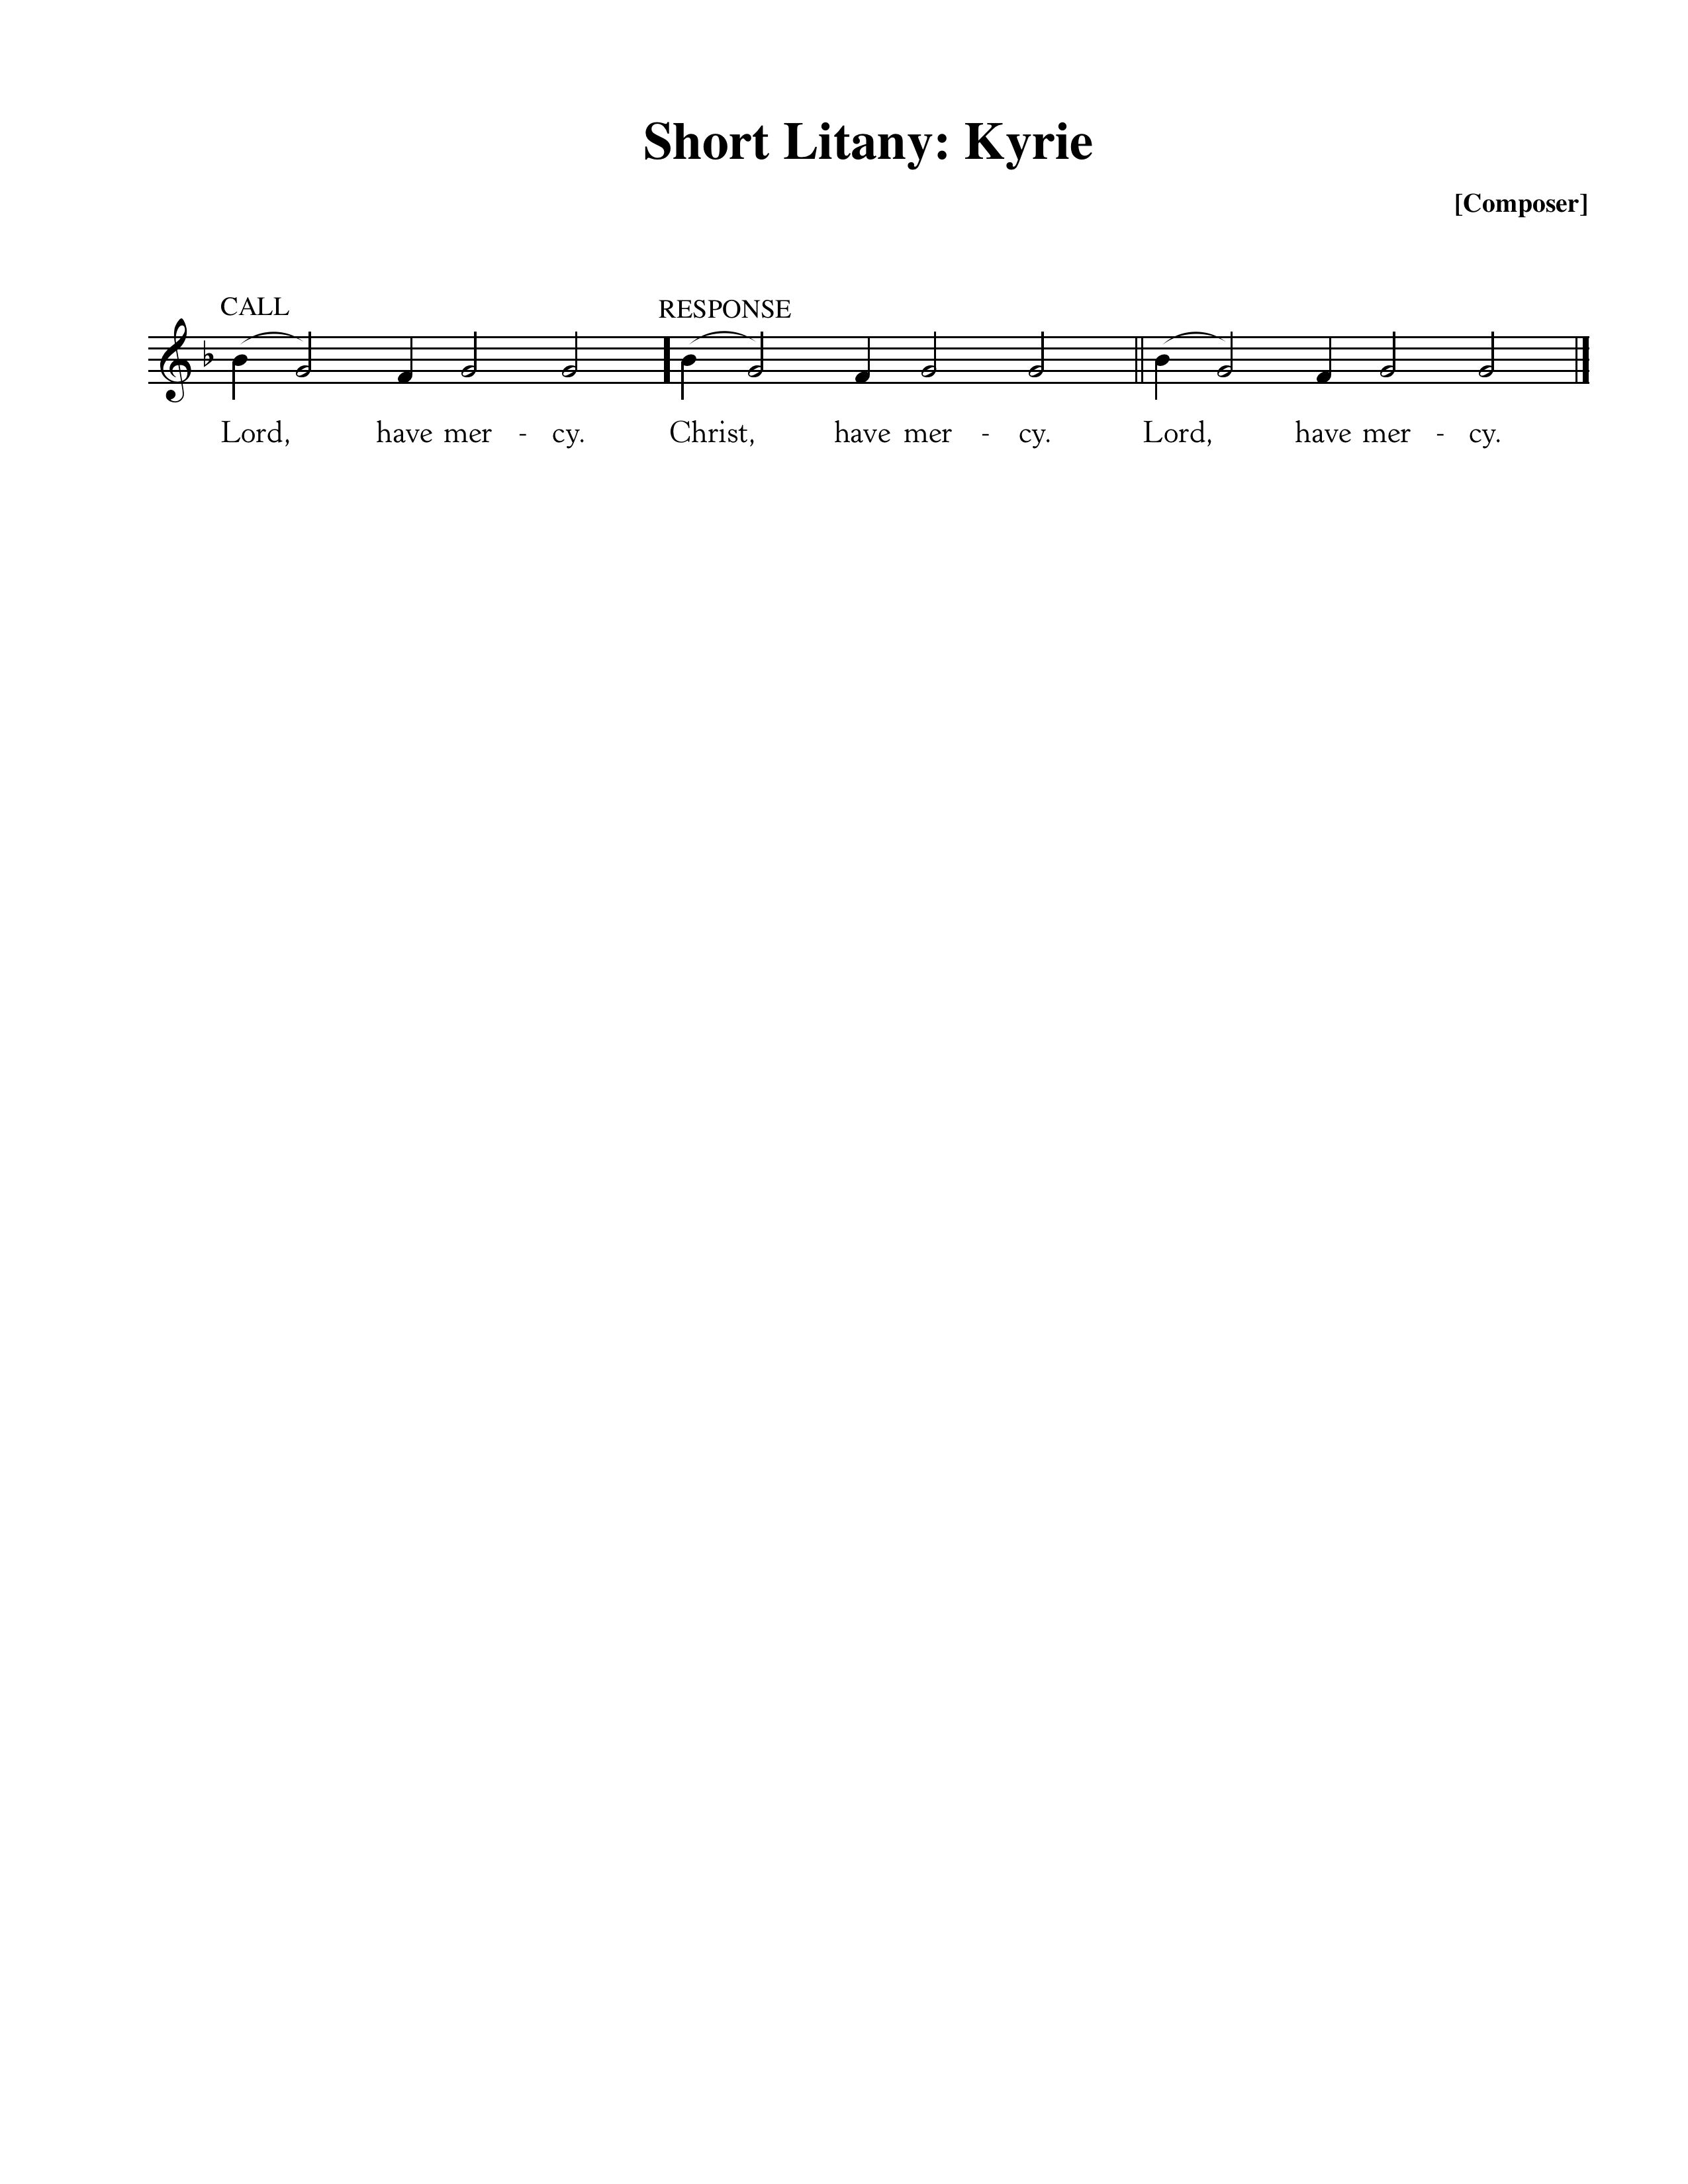 Short Litany: Kyrie
[Composer]
CALL RESPONSE
Lord, have mer - cy. Christ, have mer - cy. Lord, have mer - cy.